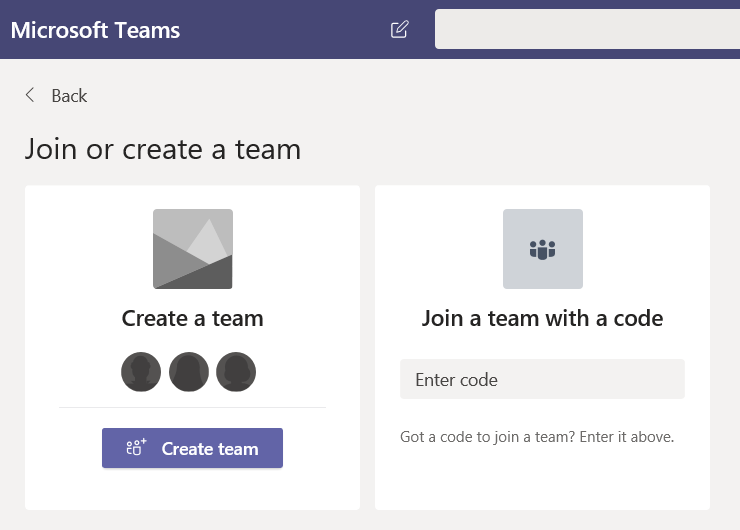 Microsoft Teams
Back
Join or create a team
Create a team
Create team
Join a team with a code
Enter code
Got a code to join a team? Enter it above.